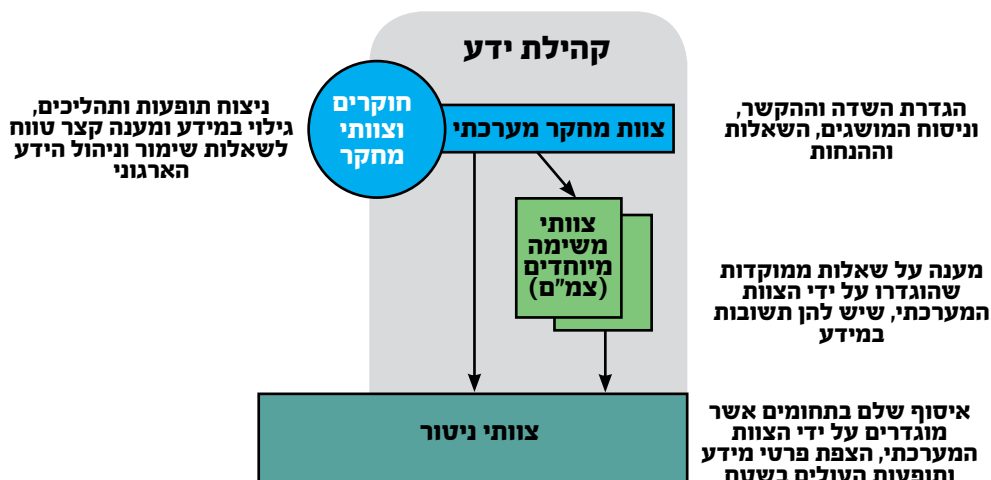 קהילת ידע
הגדרת השדה וההקשר,
וניסוח המושגים, השאלות
וההנחות
צוות מחקר מערכתי
חוקרים
וצוותי
מחקר
ניצוח תופעות ותהליכים,
גילוי במידע ומענה קצר טווח
לשאלות שימור וניהול הידע
הארגוני
צוותי
משימה
מיוחדים
(צמ"ם)
מענה על שאלות ממוקדות
שהוגדרו על ידי הצוות
המערכתי, שיש להן תשובות
במידע
איסוף שלם בתחומים אשר
מוגדרים על ידי הצוות
המערכתי, הצפת פרטי מידע
ותופעות העולים בשטח
צוותי ניטור